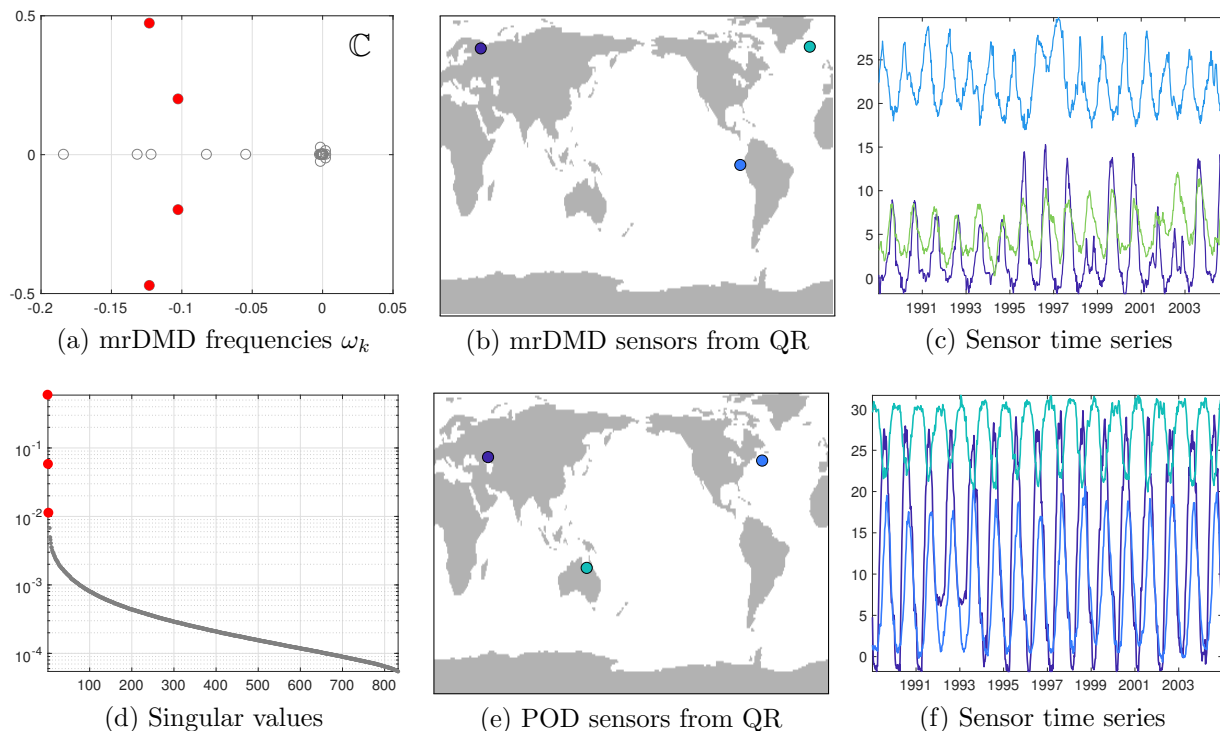 0.5
0
-0.5
-0.2 -0.15 -0.1 -0.05 0 0.05
ℂ
(a) mrDMD frequencies ωₖ
(b) mrDMD sensors from QR
25
20
15
10
5
0
1991 1993 1995 1997 1999 2001 2003
(c) Sensor time series
10⁻¹
10⁻²
10⁻³
10⁻⁴
100 200 300 400 500 600 700 800
(d) Singular values
(e) POD sensors from QR
30
25
20
15
10
5
0
1991 1993 1995 1997 1999 2001 2003
(f) Sensor time series